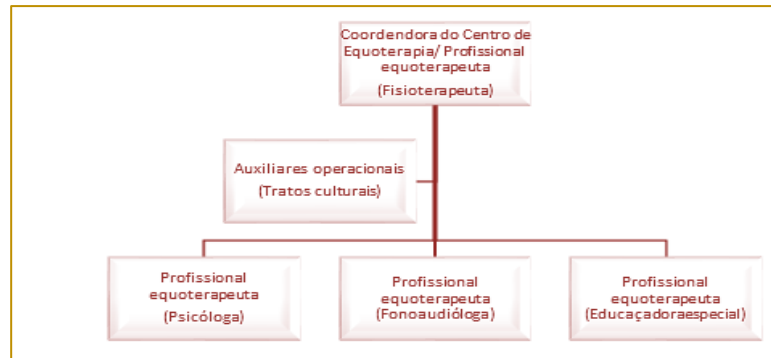 Coordendora do Centro de
Equoterapia/ Profissional
equoterapeuta
(Fisioterapeuta)
Auxiliares operacionais
(Tratos culturais)
Profissional
equoterapeuta
(Psicóloga)
Profissional
equoterapeuta
(Fonoaudióloga)
Profissional
equoterapeuta
(Educaçadoraespecial)